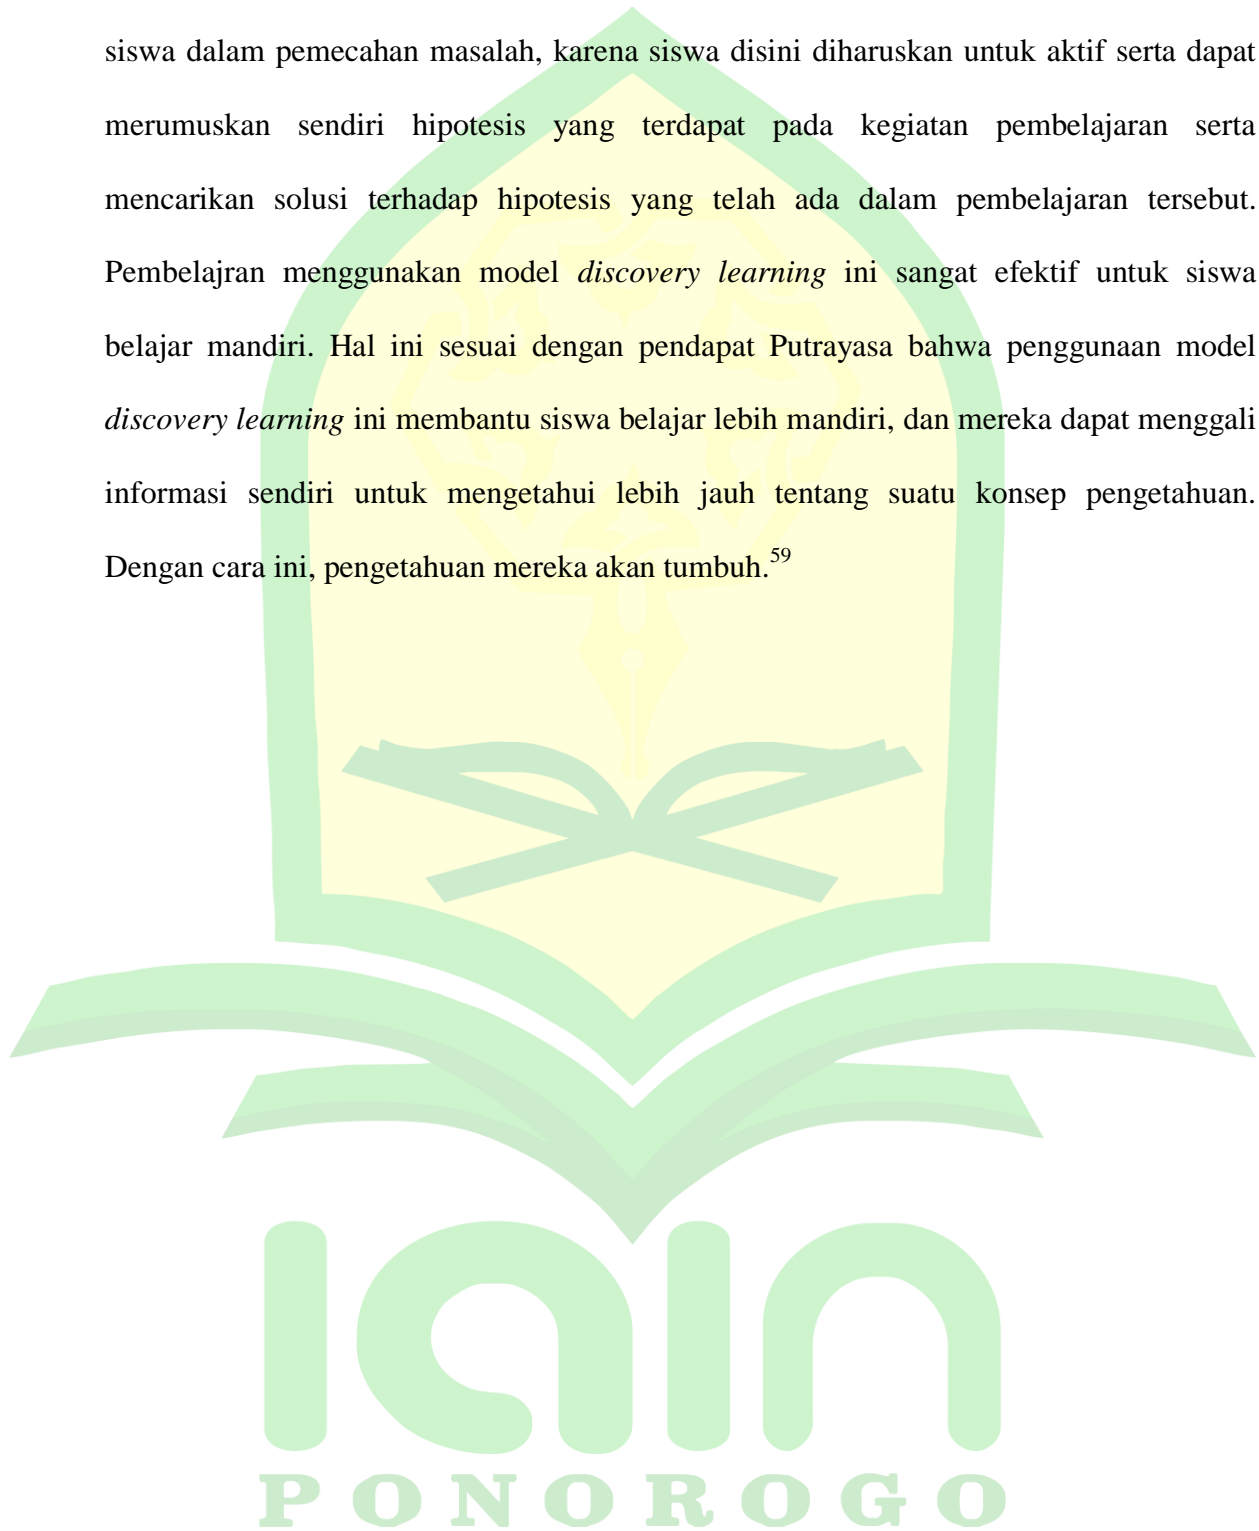 siswa dalam pemecahan masalah, karena siswa disini diharuskan untuk aktif serta dapat
merumuskan sendiri hipotesis yang terdapat pada kegiatan pembelajaran serta
mencarikan solusi terhadap hipotesis yang telah ada dalam pembelajaran tersebut.
Pembelajran menggunakan model discovery learning ini sangat efektif untuk siswa
belajar mandiri. Hal ini sesuai dengan pendapat Putrayasa bahwa penggunaan model
discovery learning ini membantu siswa belajar lebih mandiri, dan mereka dapat menggali
informasi sendiri untuk mengetahui lebih jauh tentang suatu konsep pengetahuan.
Dengan cara ini, pengetahuan mereka akan tumbuh.59
iain
PONOROGO